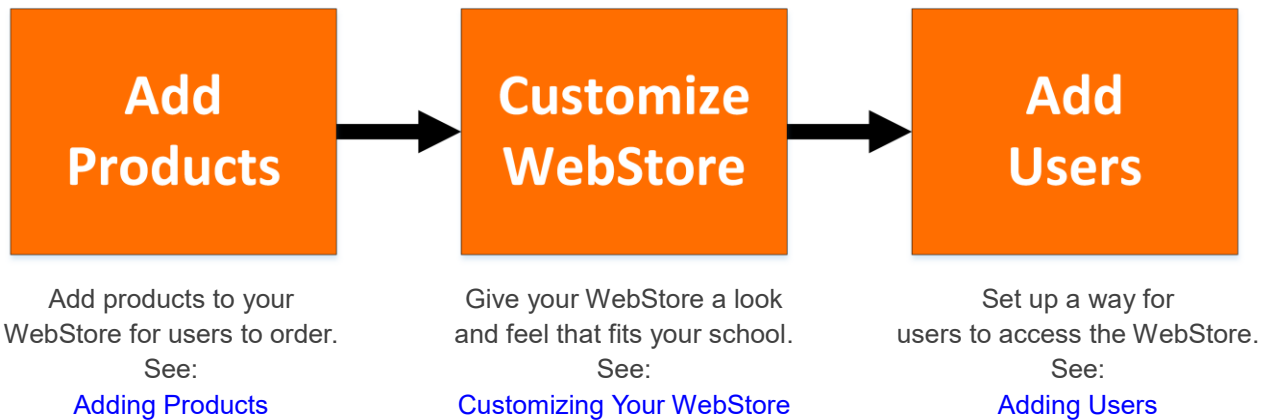 Add
Products
Customize
WebStore
Add
Users
Add products to your
WebStore for users to order.
See:
Adding Products
Give your WebStore a look
and feel that fits your school.
See:
Customizing Your WebStore
Set up a way for
users to access the WebStore.
See:
Adding Users